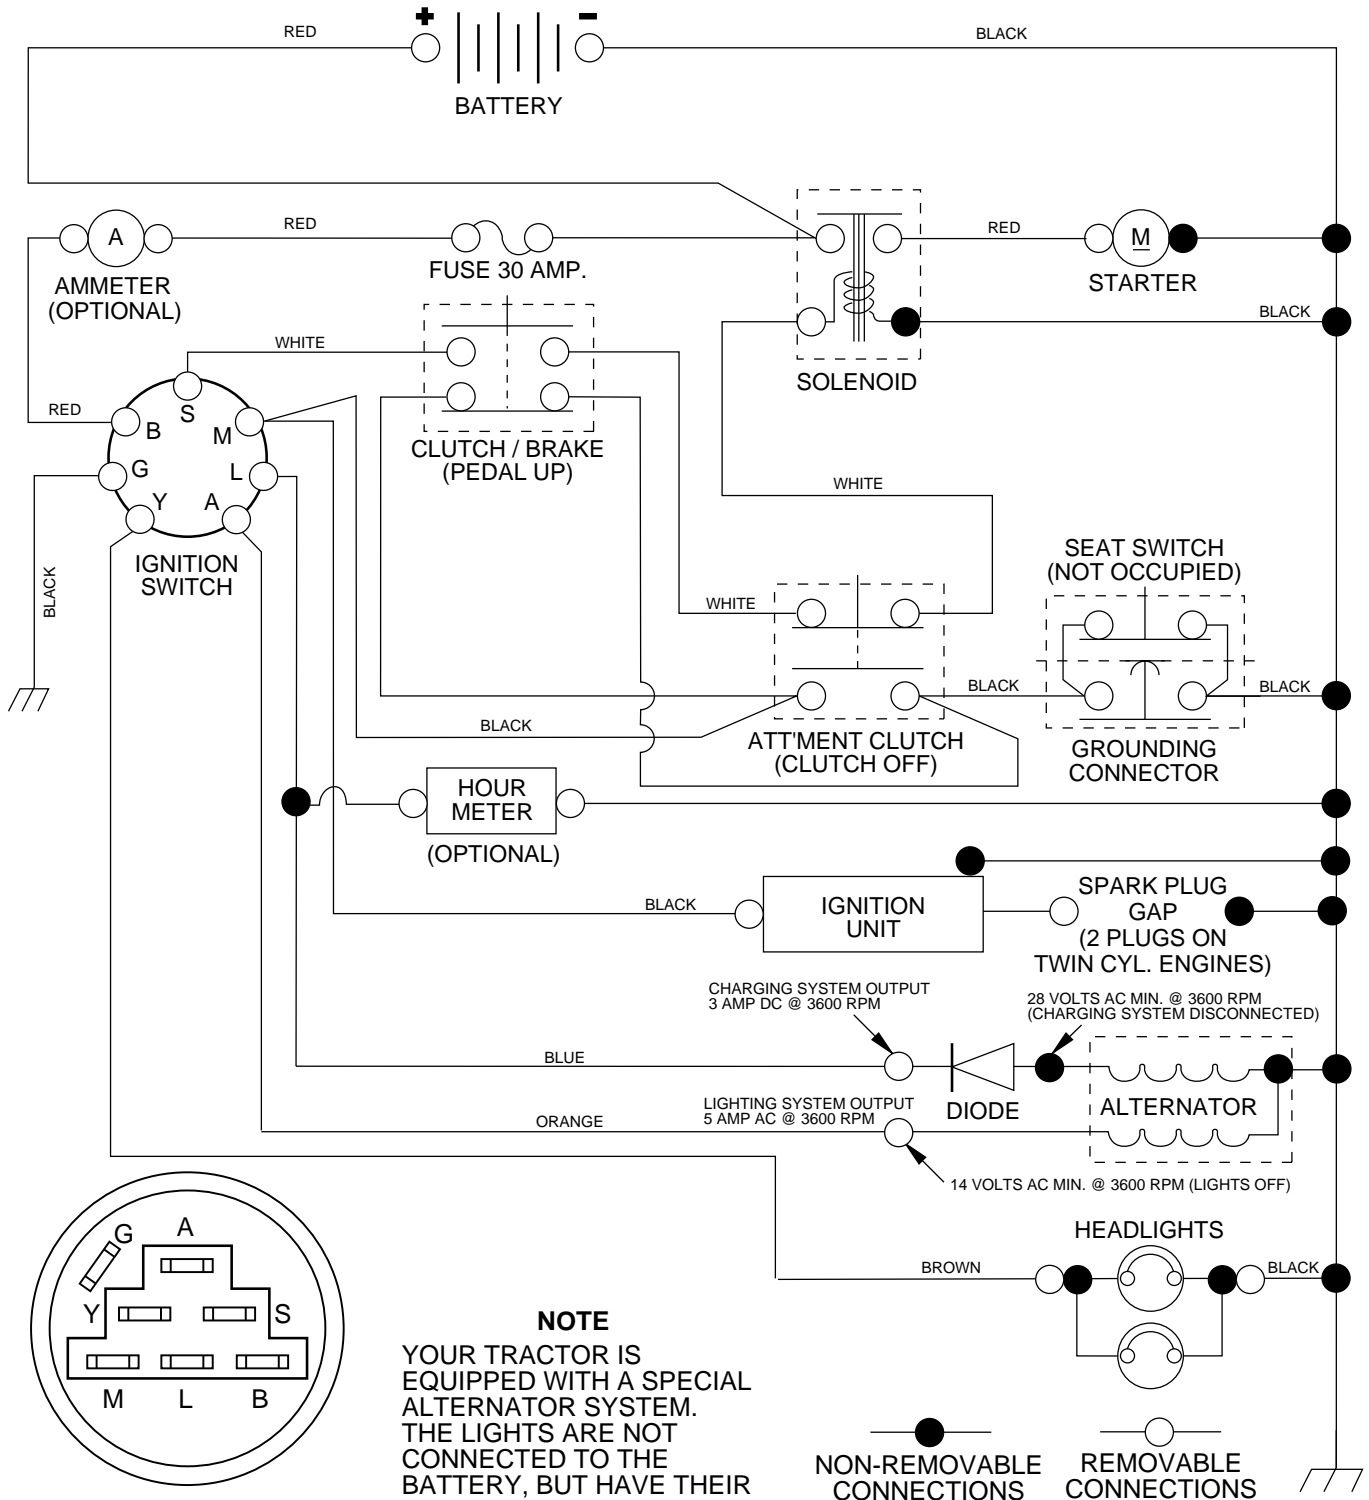 +
-
RED
BLACK
BATTERY
A
RED
RED
M
AMMETER
(OPTIONAL)
FUSE 30 AMP.
STARTER
BLACK
WHITE
SOLENOID
RED
S
B
M
G
L
Y
A
CLUTCH / BRAKE
(PEDAL UP)
WHITE
IGNITION
SWITCH
BLACK
SEAT SWITCH
(NOT OCCUPIED)
WHITE
BLACK
BLACK
BLACK
ATT'MENT CLUTCH
(CLUTCH OFF)
GROUNDING
CONNECTOR
HOUR
METER
(OPTIONAL)
BLACK
IGNITION
UNIT
SPARK PLUG
GAP
(2 PLUGS ON
TWIN CYL. ENGINES)
CHARGING SYSTEM OUTPUT
3 AMP DC @ 3600 RPM
28 VOLTS AC MIN. @ 3600 RPM
(CHARGING SYSTEM DISCONNECTED)
BLUE
DIODE
ALTERNATOR
LIGHTING SYSTEM OUTPUT
5 AMP AC @ 3600 RPM
ORANGE
14 VOLTS AC MIN. @ 3600 RPM (LIGHTS OFF)
HEADLIGHTS
BROWN
BLACK
G
A
Y
S
M
L
B
NOTE
YOUR TRACTOR IS
EQUIPPED WITH A SPECIAL
ALTERNATOR SYSTEM.
THE LIGHTS ARE NOT
CONNECTED TO THE
BATTERY, BUT HAVE THEIR
NON-REMOVABLE
CONNECTIONS
REMOVABLE
CONNECTIONS